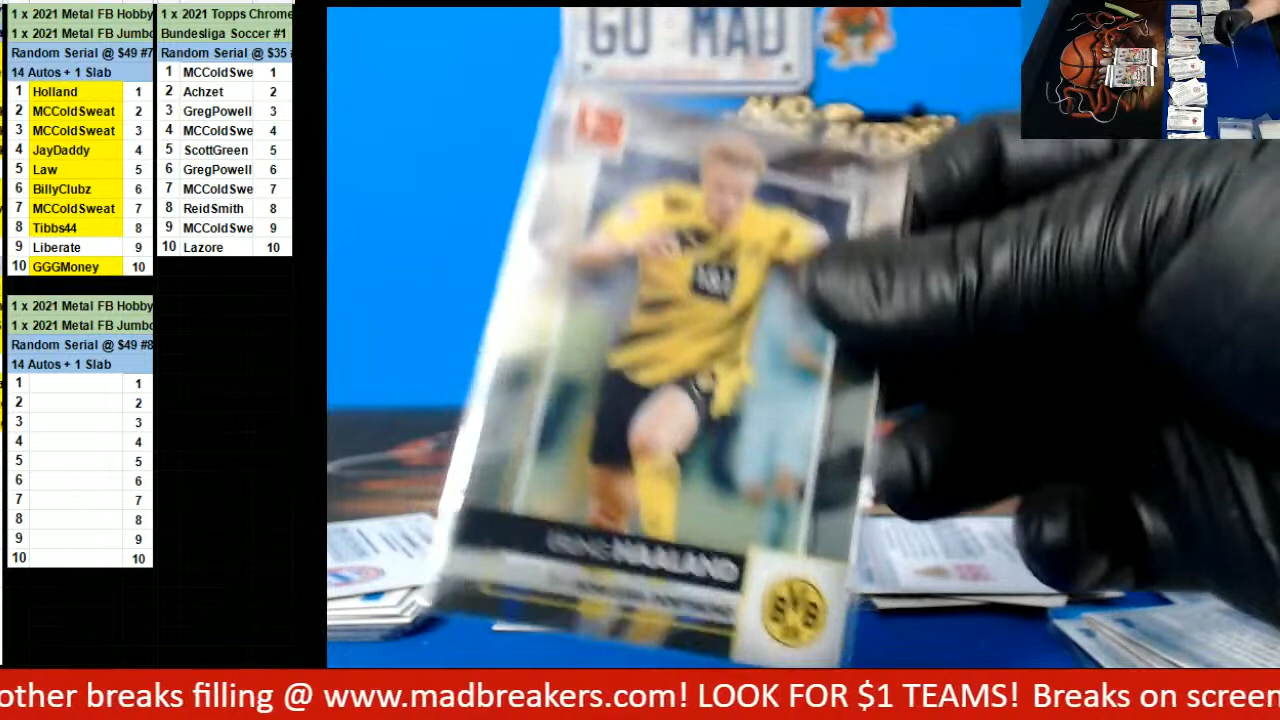 1 x 2021 Metal FB Hobby
1 x 2021 Metal FB Jumbo
Random Serial @ $49 #7
14 Autos + 1 Slab
1 Holland 1
2 MCColdSweat 2
3 MCColdSweat 3
4 JayDaddy 4
5 Law 5
6 BillyClubz 6
7 MCColdSweat 7
8 Tibbs44 8
9 Liberate 9
10 GGGMoney 10
1 x 2021 Metal FB Hobby
1 x 2021 Metal FB Jumbo
Random Serial @ $49 #8
14 Autos + 1 Slab
1 1
2 2
3 3
4 4
5 5
6 6
7 7
8 8
9 9
10 10
1 x 2021 Topps Chrome
Bundesliga Soccer #1
Random Serial @ $35
1 MCColdSwe 1
2 Achzet 2
3 GregPowell 3
4 MCColdSwe 4
5 ScottGreen 5
6 GregPowell 6
7 MCColdSwe 7
8 ReidSmith 8
9 MCColdSwe 9
10 Lazore 10
GO MAD
HAALAND
BVB
09
other breaks filling @ www.madbreakers.com! LOOK FOR $1 TEAMS! Breaks on screen